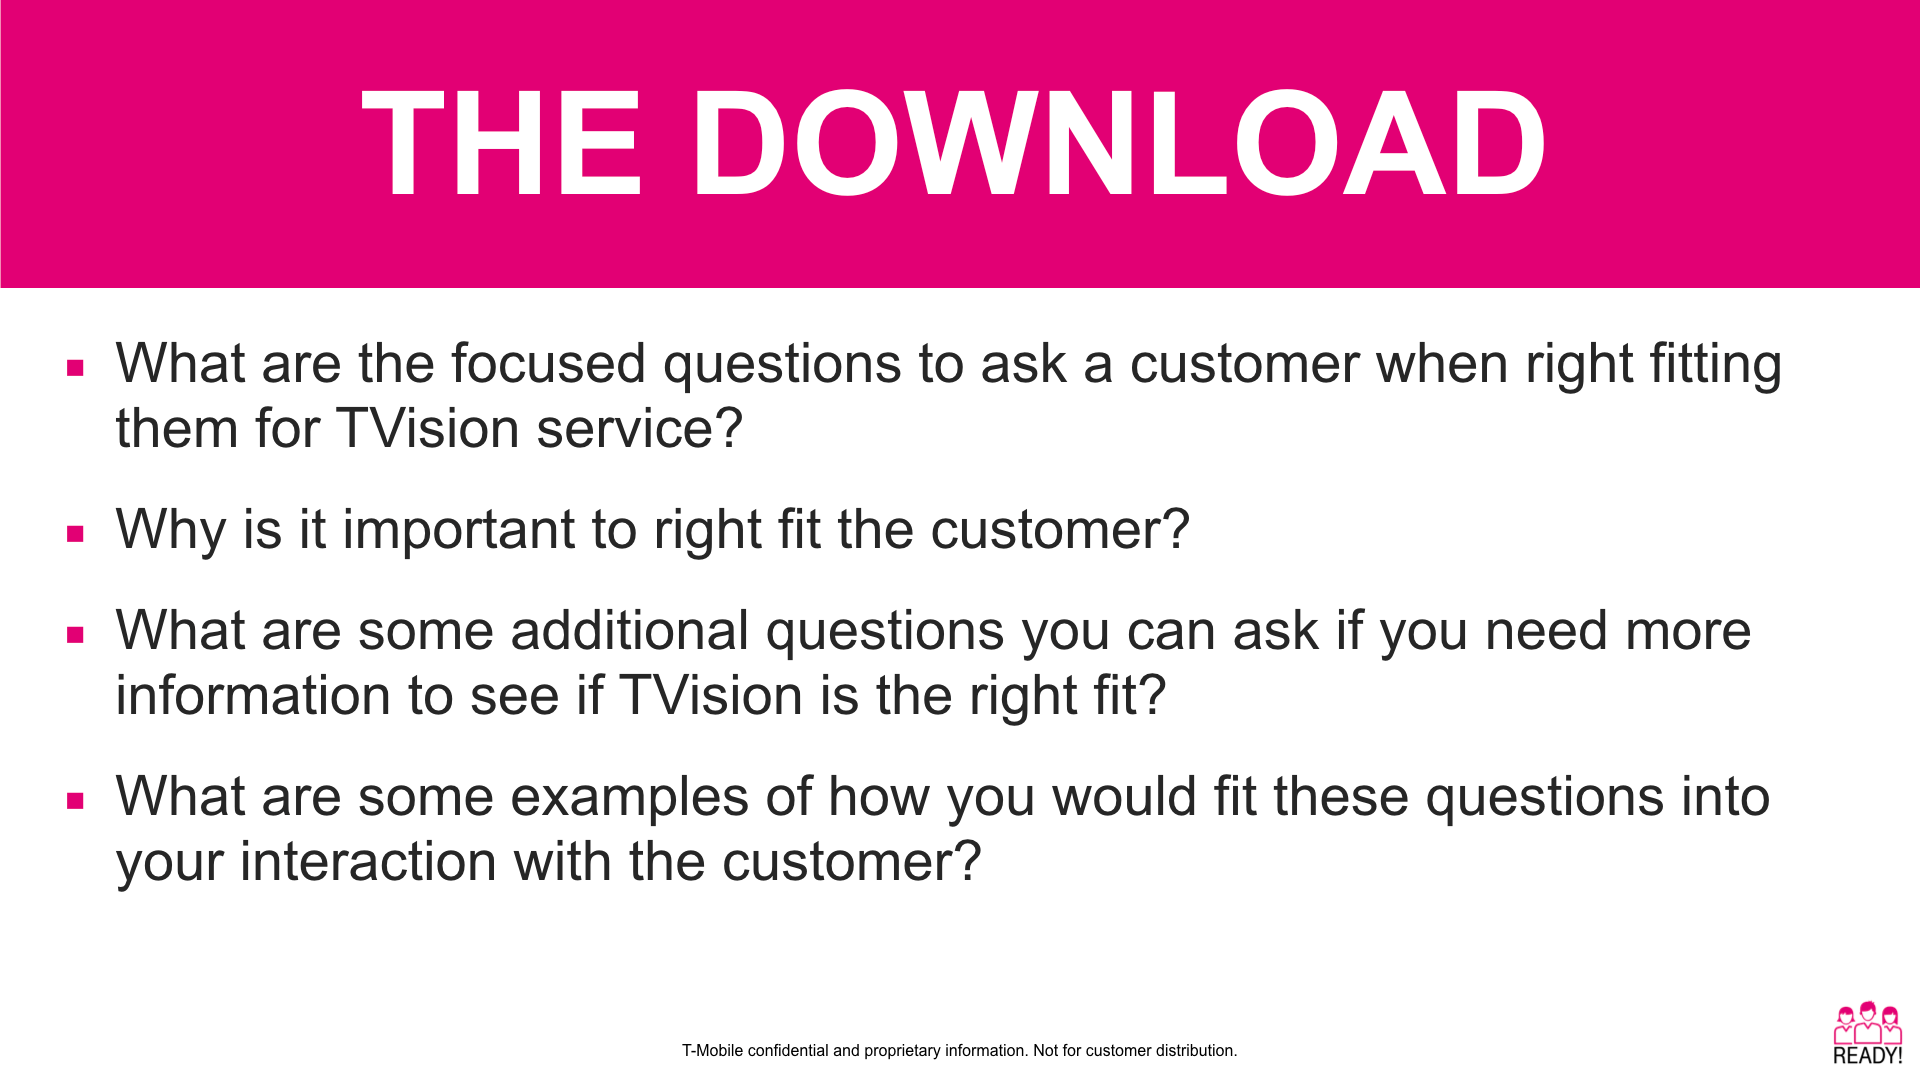 THE DOWNLOAD
▪ What are the focused questions to ask a customer when right fitting
them for TVision service?
▪ Why is it important to right fit the customer?
▪ What are some additional questions you can ask if you need more
information to see if TVision is the right fit?
▪ What are some examples of how you would fit these questions into
your interaction with the customer?
T-Mobile confidential and proprietary information. Not for customer distribution.
READY!